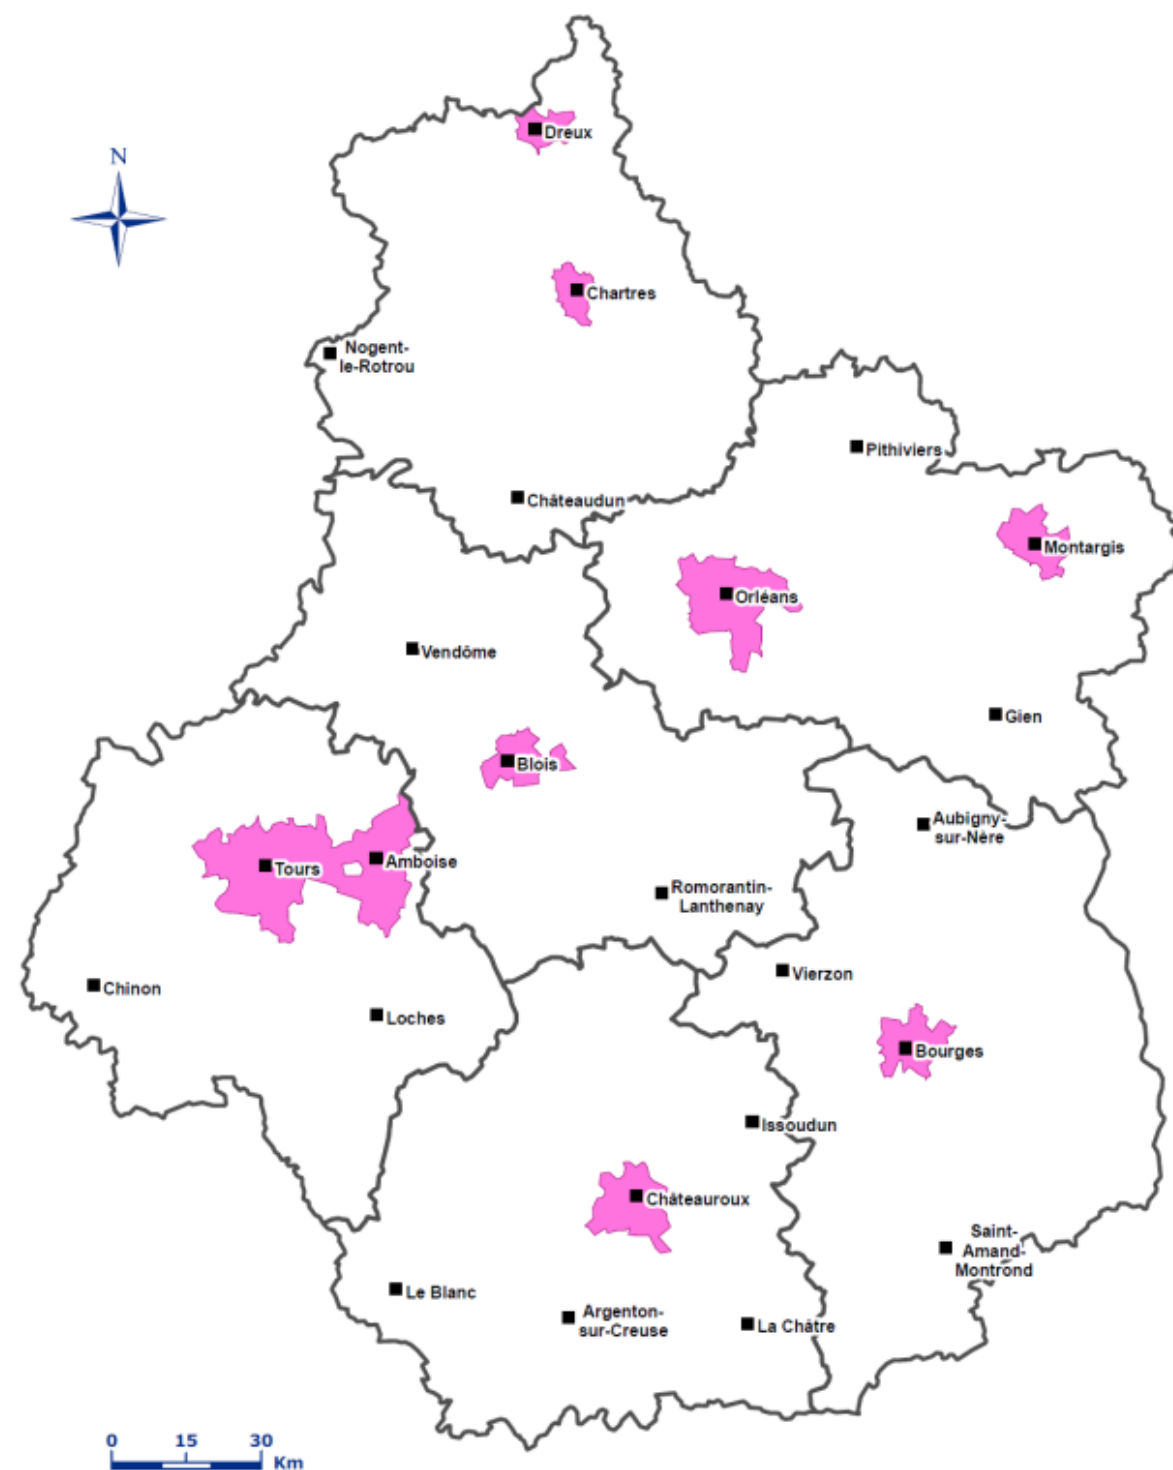 N
Dreux
Chartres
Nogent-
le-Rotrou
Pithiviers
Châteaudun
Montargis
Orléans
Vendôme
Gien
Blois
Aubigny-
sur-Nère
Tours
Amboise
Romorantin-
Lanthenay
Vierzon
Chinon
Loches
Bourges
Issoudun
Châteauroux
Saint-
Amand-
Montrond
Le Blanc
Argenton-
sur-Creuse
La Châtre
0 15 30
Km